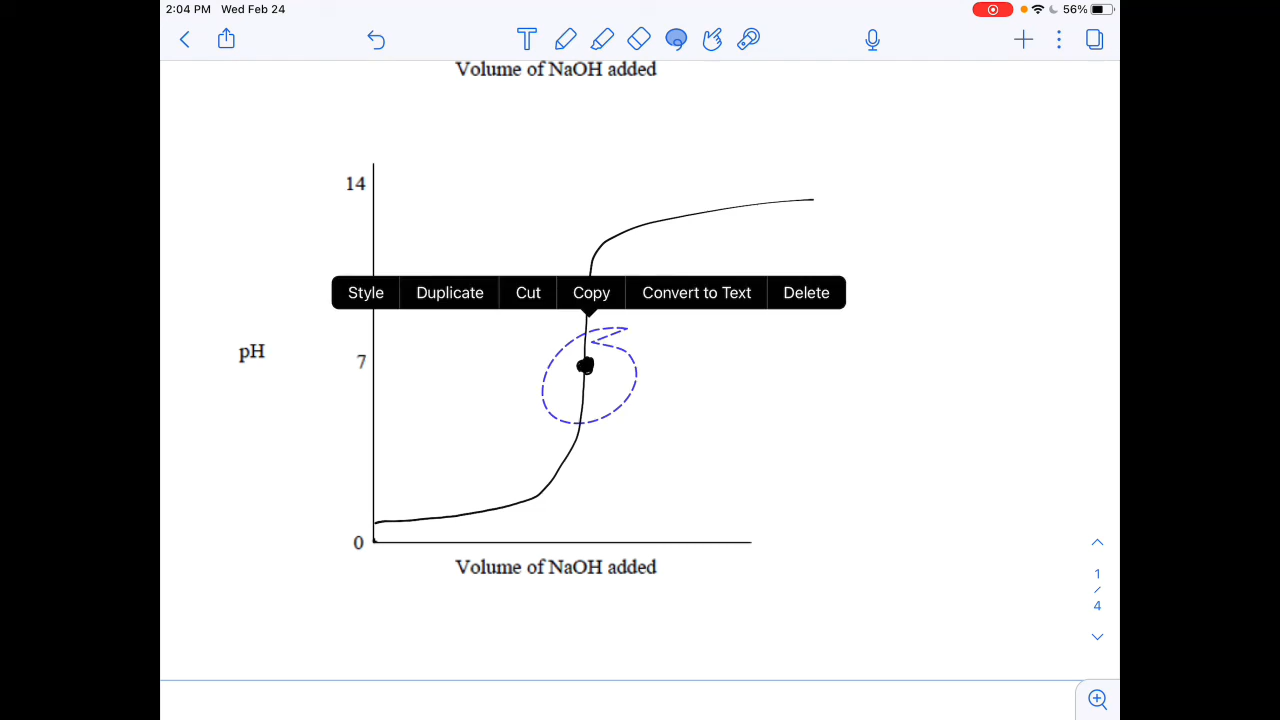 2:04 PM Wed Feb 24
56%
T
Volume of NaOH added
14
Style Duplicate Cut Copy Convert to Text Delete
pH
7
0
Volume of NaOH added
1
/
4